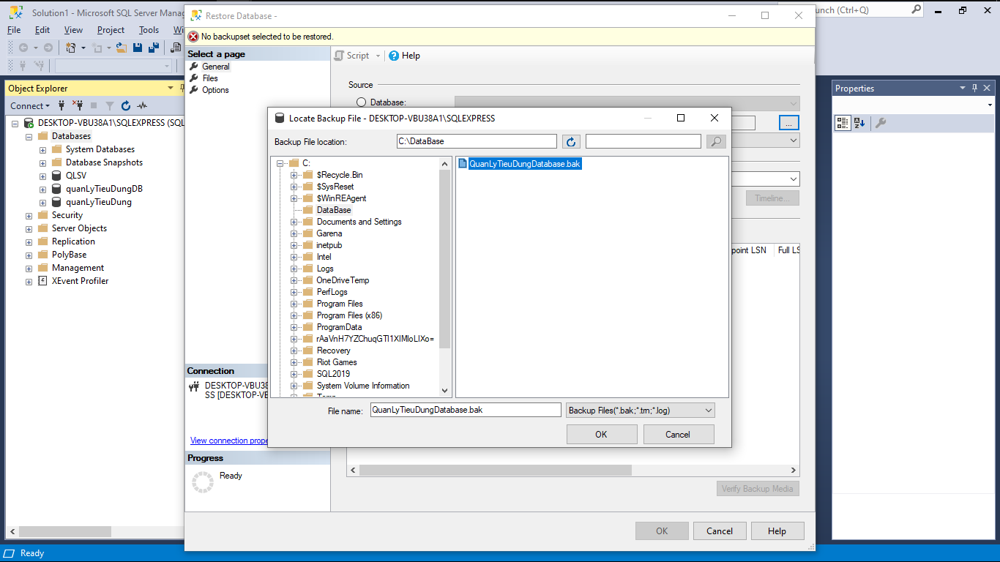 Solution1 - Microsoft SQL Server Mana
unch (Ctrl+Q)
File Edit View Project Tools Wi
Restore Database -
No backupset selected to be restored.
Select a page
General
Files
Options
Script
Help
Source
Database:
...
Timeline...
point LSN Full LS
Object Explorer
Connect
DESKTOP-VBU38A1\SQLEXPRESS (SQL
Databases
System Databases
Database Snapshots
QLSV
quanLyTieuDungDB
quanLyTieuDung
Security
Server Objects
Replication
PolyBase
Management
XEvent Profiler
Properties
Locate Backup File - DESKTOP-VBU38A1\SQLEXPRESS
Backup File location:
C:\DataBase
C:
$Recycle.Bin
$SysReset
$WinREAgent
DataBase
Documents and Settings
Garena
inetpub
Intel
Logs
OneDriveTemp
PerfLogs
Program Files
Program Files (x86)
ProgramData
Recovery
Riot Games
SQL2019
System Volume Information
Temp
QuanLyTieuDungDatabase.bak
File name:
QuanLyTieuDungDatabase.bak
Backup Files(*.bak;*.trn;*.log)
OK
Cancel
Connection
DESKTOP-VBU38
SS [DESKTOP-VB
View connection prope
Progress
Ready
Verify Backup Media
OK
Cancel
Help
Ready